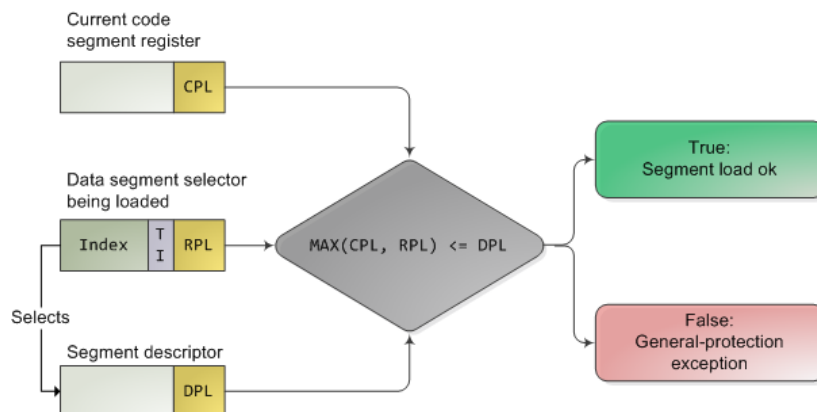 Current code
segment register
CPL
Data segment selector
being loaded
Index
T
I
RPL
Selects
Segment descriptor
DPL
MAX(CPL, RPL) <= DPL
True:
Segment load ok
False:
General-protection
exception